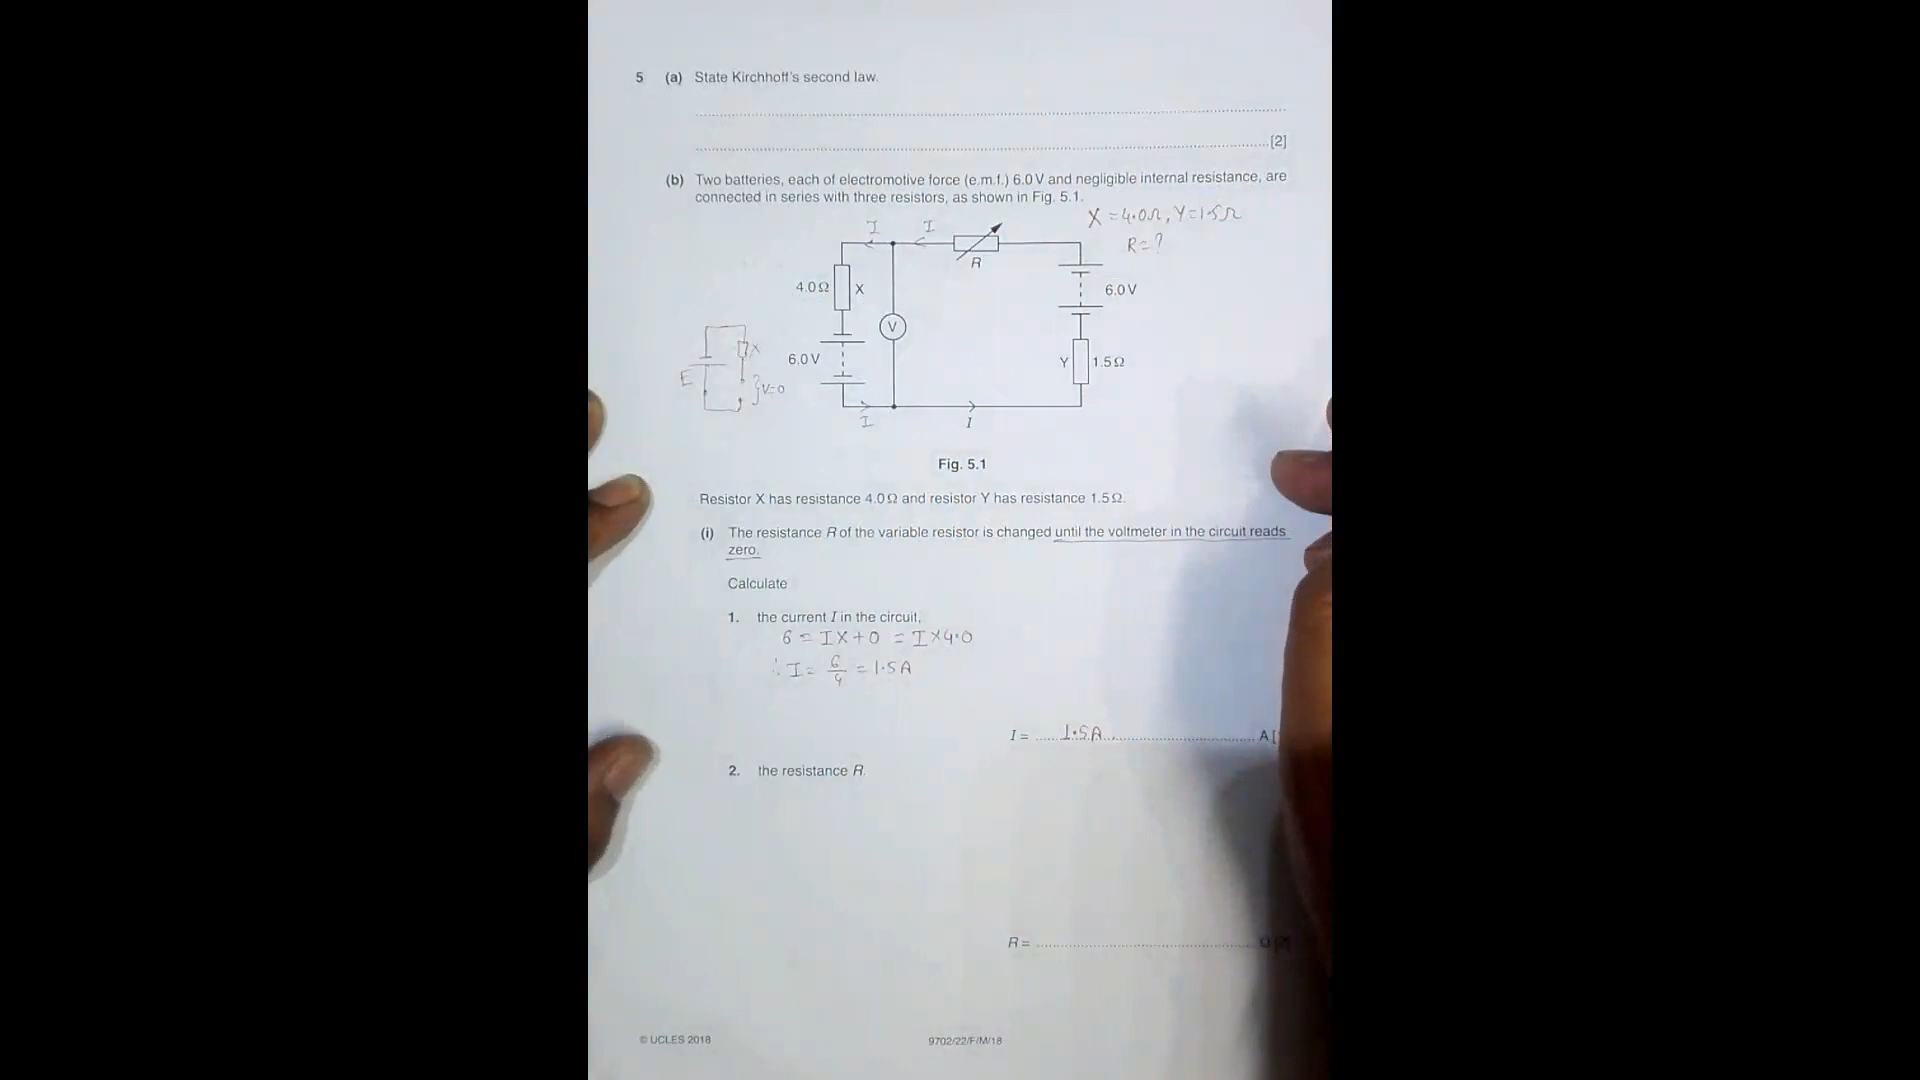 5 (a) State Kirchhoff's second law.
[2]
(b) Two batteries, each of electromotive force (e.m.f.) 6.0 V and negligible internal resistance, are
connected in series with three resistors, as shown in Fig. 5.1.
X = 4.0Ω, Y = 1.5Ω
R = ?
I
I
R
4.0Ω X
6.0 V
V
X
6.0 V
Y 1.5Ω
E
V=0
I
I
Fig. 5.1
Resistor X has resistance 4.0Ω and resistor Y has resistance 1.5Ω.
(i) The resistance R of the variable resistor is changed until the voltmeter in the circuit reads
zero.
Calculate
1. the current I in the circuit,
6 = IX + 0 = I × 4.0
∴ I = 6/4 = 1.5 A
I = 1.5A A [
2. the resistance R.
R = Ω [2]
© UCLES 2018
9702/22/F/M/18